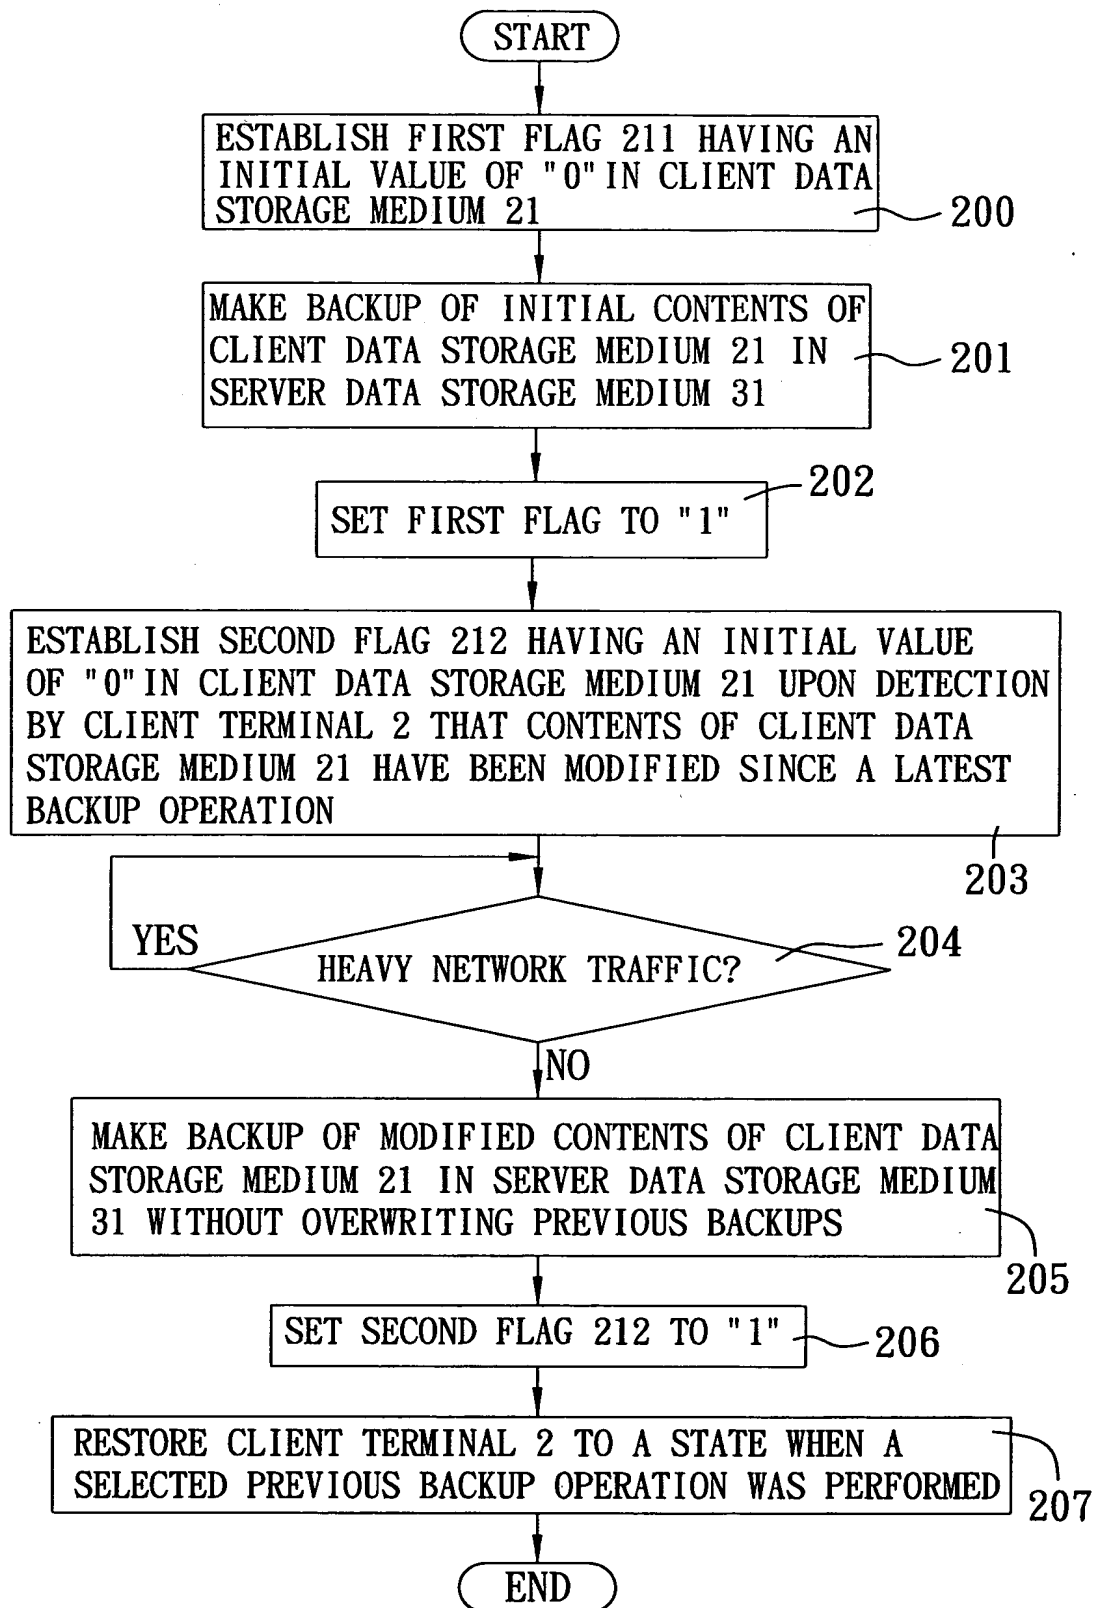 START
ESTABLISH FIRST FLAG 211 HAVING AN
INITIAL VALUE OF "0" IN CLIENT DATA
STORAGE MEDIUM 21
200
MAKE BACKUP OF INITIAL CONTENTS OF
CLIENT DATA STORAGE MEDIUM 21 IN
SERVER DATA STORAGE MEDIUM 31
201
202
SET FIRST FLAG TO "1"
ESTABLISH SECOND FLAG 212 HAVING AN INITIAL VALUE
OF "0" IN CLIENT DATA STORAGE MEDIUM 21 UPON DETECTION
BY CLIENT TERMINAL 2 THAT CONTENTS OF CLIENT DATA
STORAGE MEDIUM 21 HAVE BEEN MODIFIED SINCE A LATEST
BACKUP OPERATION
203
YES
204
HEAVY NETWORK TRAFFIC?
NO
MAKE BACKUP OF MODIFIED CONTENTS OF CLIENT DATA
STORAGE MEDIUM 21 IN SERVER DATA STORAGE MEDIUM
31 WITHOUT OVERWRITING PREVIOUS BACKUPS
205
SET SECOND FLAG 212 TO "1"
206
RESTORE CLIENT TERMINAL 2 TO A STATE WHEN A
SELECTED PREVIOUS BACKUP OPERATION WAS PERFORMED
207
END